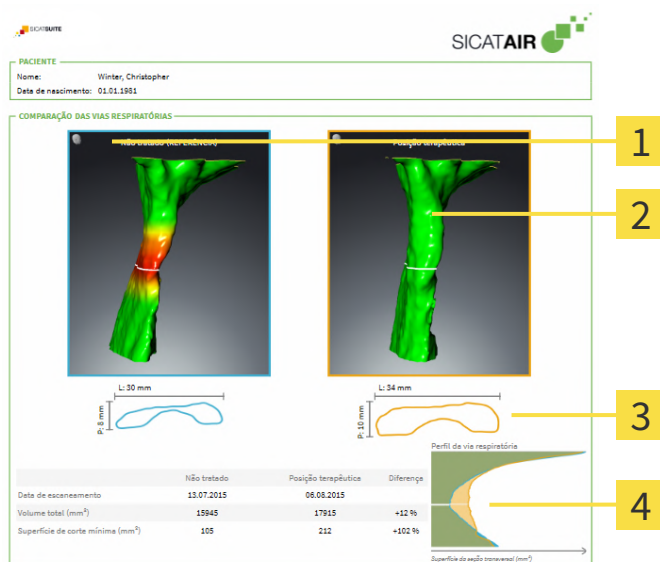 SICATSUITE
SICATAIR
PACIENTE
Nome: Winter, Christopher
Data de nascimento: 01.01.1981
COMPARAÇÃO DAS VIAS RESPIRATÓRIAS
Não tratado (REFERÊNCIA)
Posição terapêutica
1
2
L: 30 mm
P: 8 mm
L: 34 mm
P: 10 mm
3
Perfil da via respiratória
Não tratado Posição terapêutica Diferença
Data de escaneamento 13.07.2015 06.08.2015
Volume total (mm³) 15945 17915 +12 %
Superfície de corte mínima (mm²) 105 212 +102 %
4
Superfície da seção transversal (mm²)